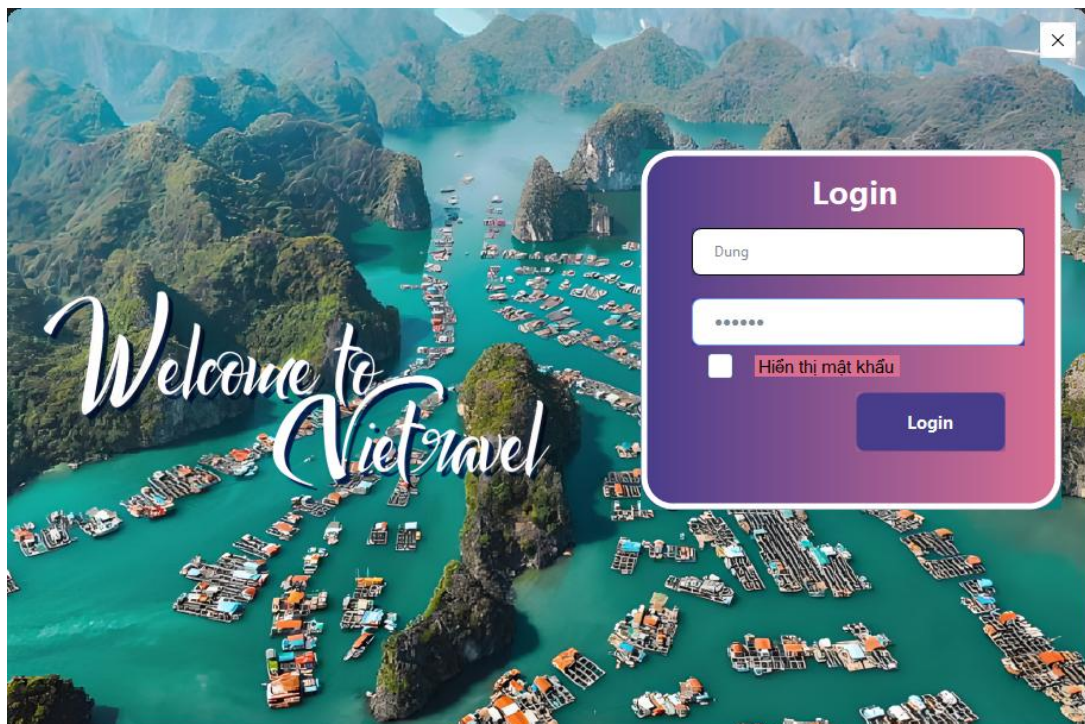 Welcome to
Vietravel
Login
Dung
••••••
Hiển thị mật khẩu
Login